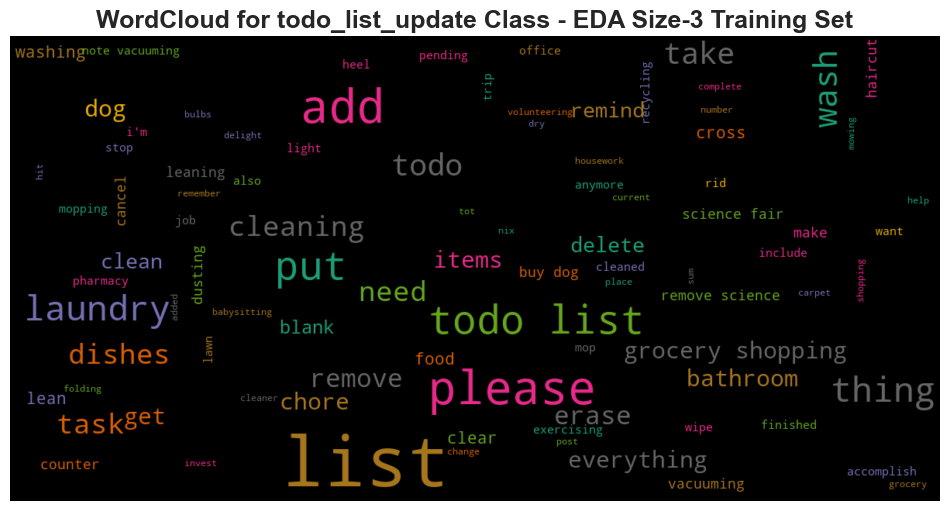 WordCloud for todo_list_update Class - EDA Size-3 Training Set
washing
note vacuuming
heel
pending
office
take
wash
haircut
trip
recycling
complete
dog
bulbs
add
volunteering
remind
number
i'm
delight
dry
cross
mowing
stop
light
todo
housework
hit
leaning
also
anymore
rid
help
cancel
remember
current
mopping
job
tot
science fair
cleaning
nix
make
want
delete
clean
put
items
include
pharmacy
dusting
buy dog
cleaned
place
sum
shopping
laundry
added
need
remove science
carpet
babysitting
blank
todo list
dishes
lawn
food
mop
grocery shopping
folding
remove
please
bathroom
thing
lean
cleaner
chore
erase
task
get
exercising
wipe
finished
clear
post
counter
invest
list
change
everything
accomplish
vacuuming
grocery